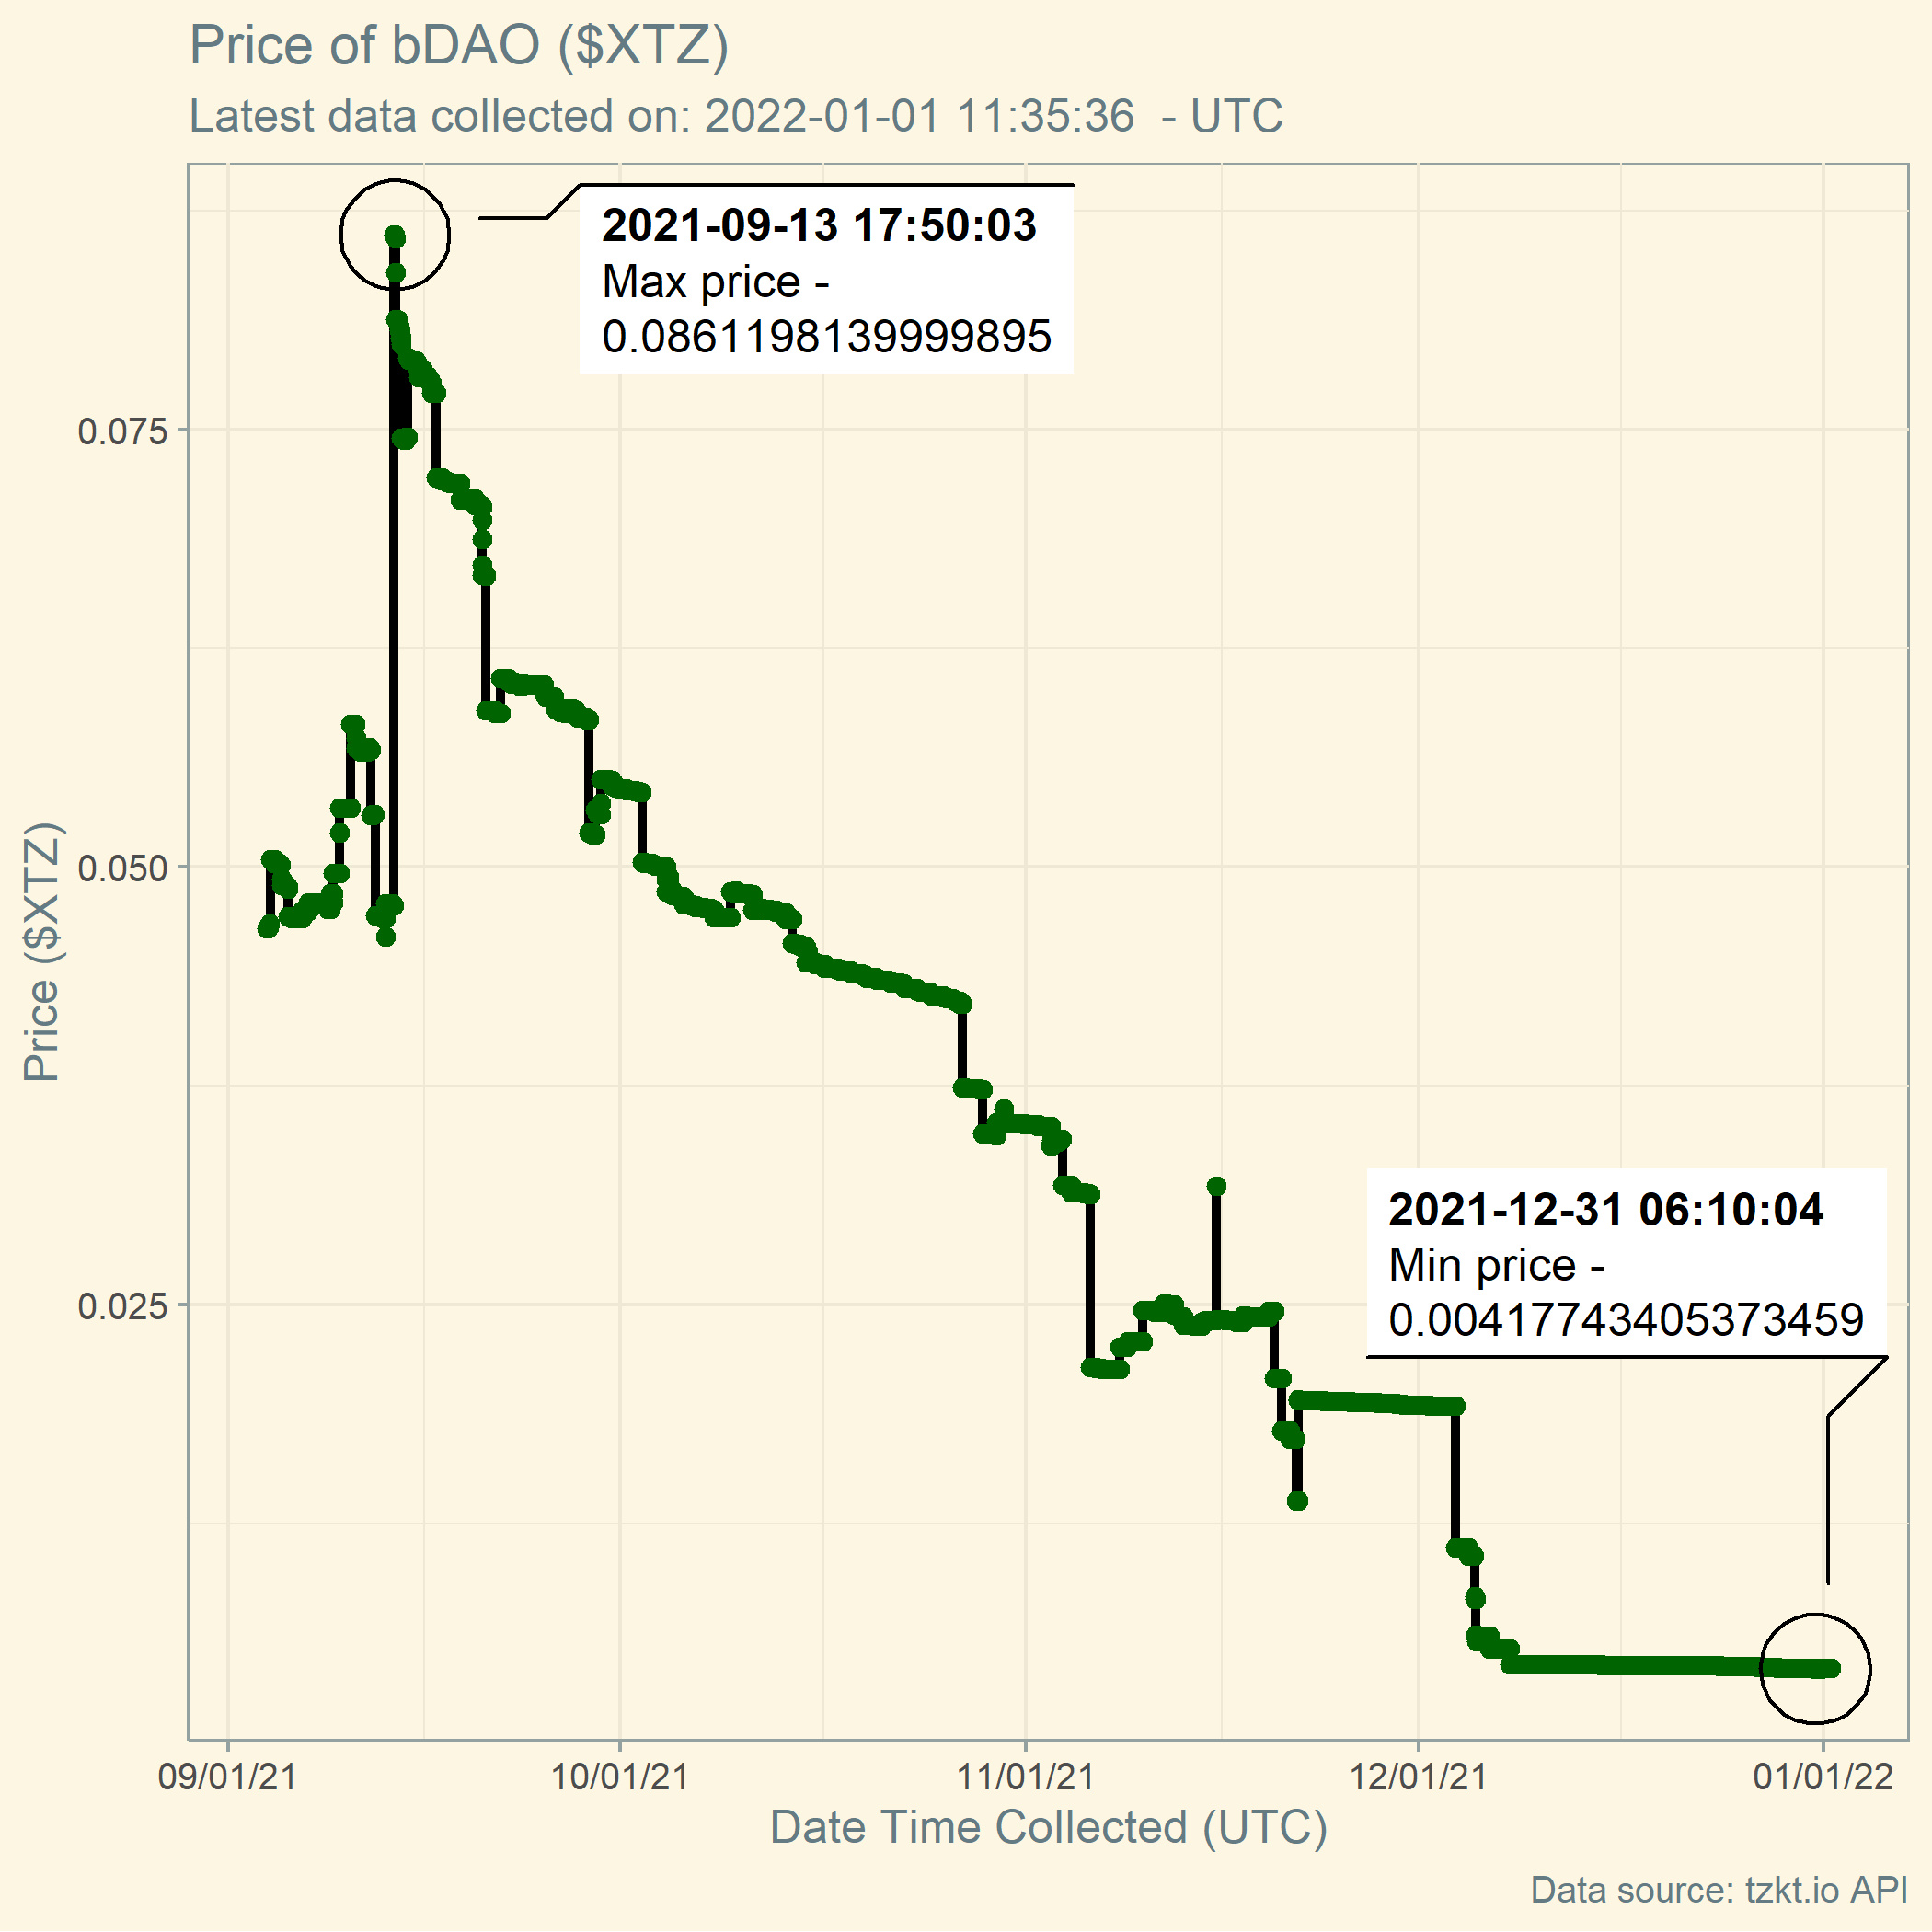 Price of bDAO ($XTZ)
Latest data collected on: 2022-01-01 11:35:36  - UTC
2021-09-13 17:50:03
Max price -
0.0861198139999895
0.075
0.050
0.025
Price ($XTZ)
2021-12-31 06:10:04
Min price -
0.00417743405373459
09/01/21
10/01/21
11/01/21
12/01/21
01/01/22
Date Time Collected (UTC)
Data source: tzkt.io API